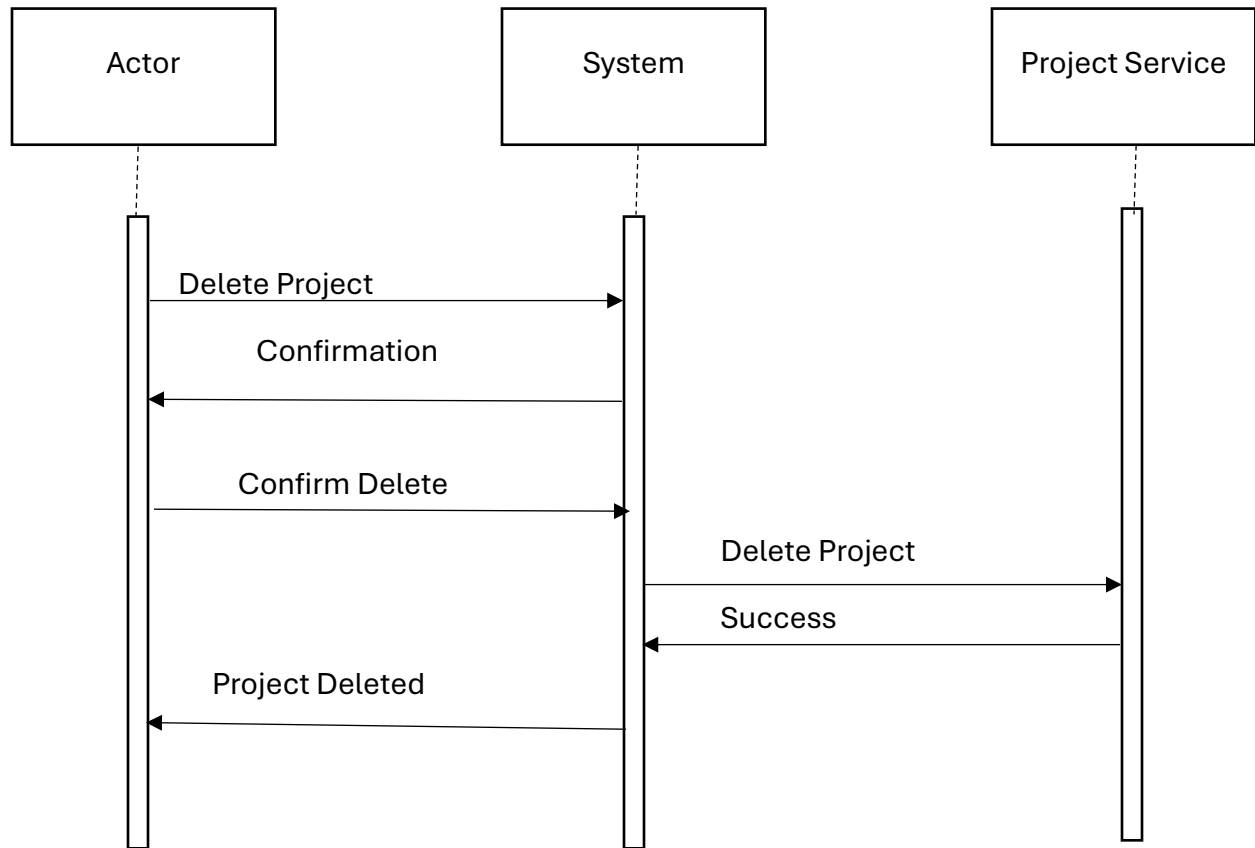 Actor
System
Project Service
Delete Project
Confirmation
Confirm Delete
Delete Project
Success
Project Deleted